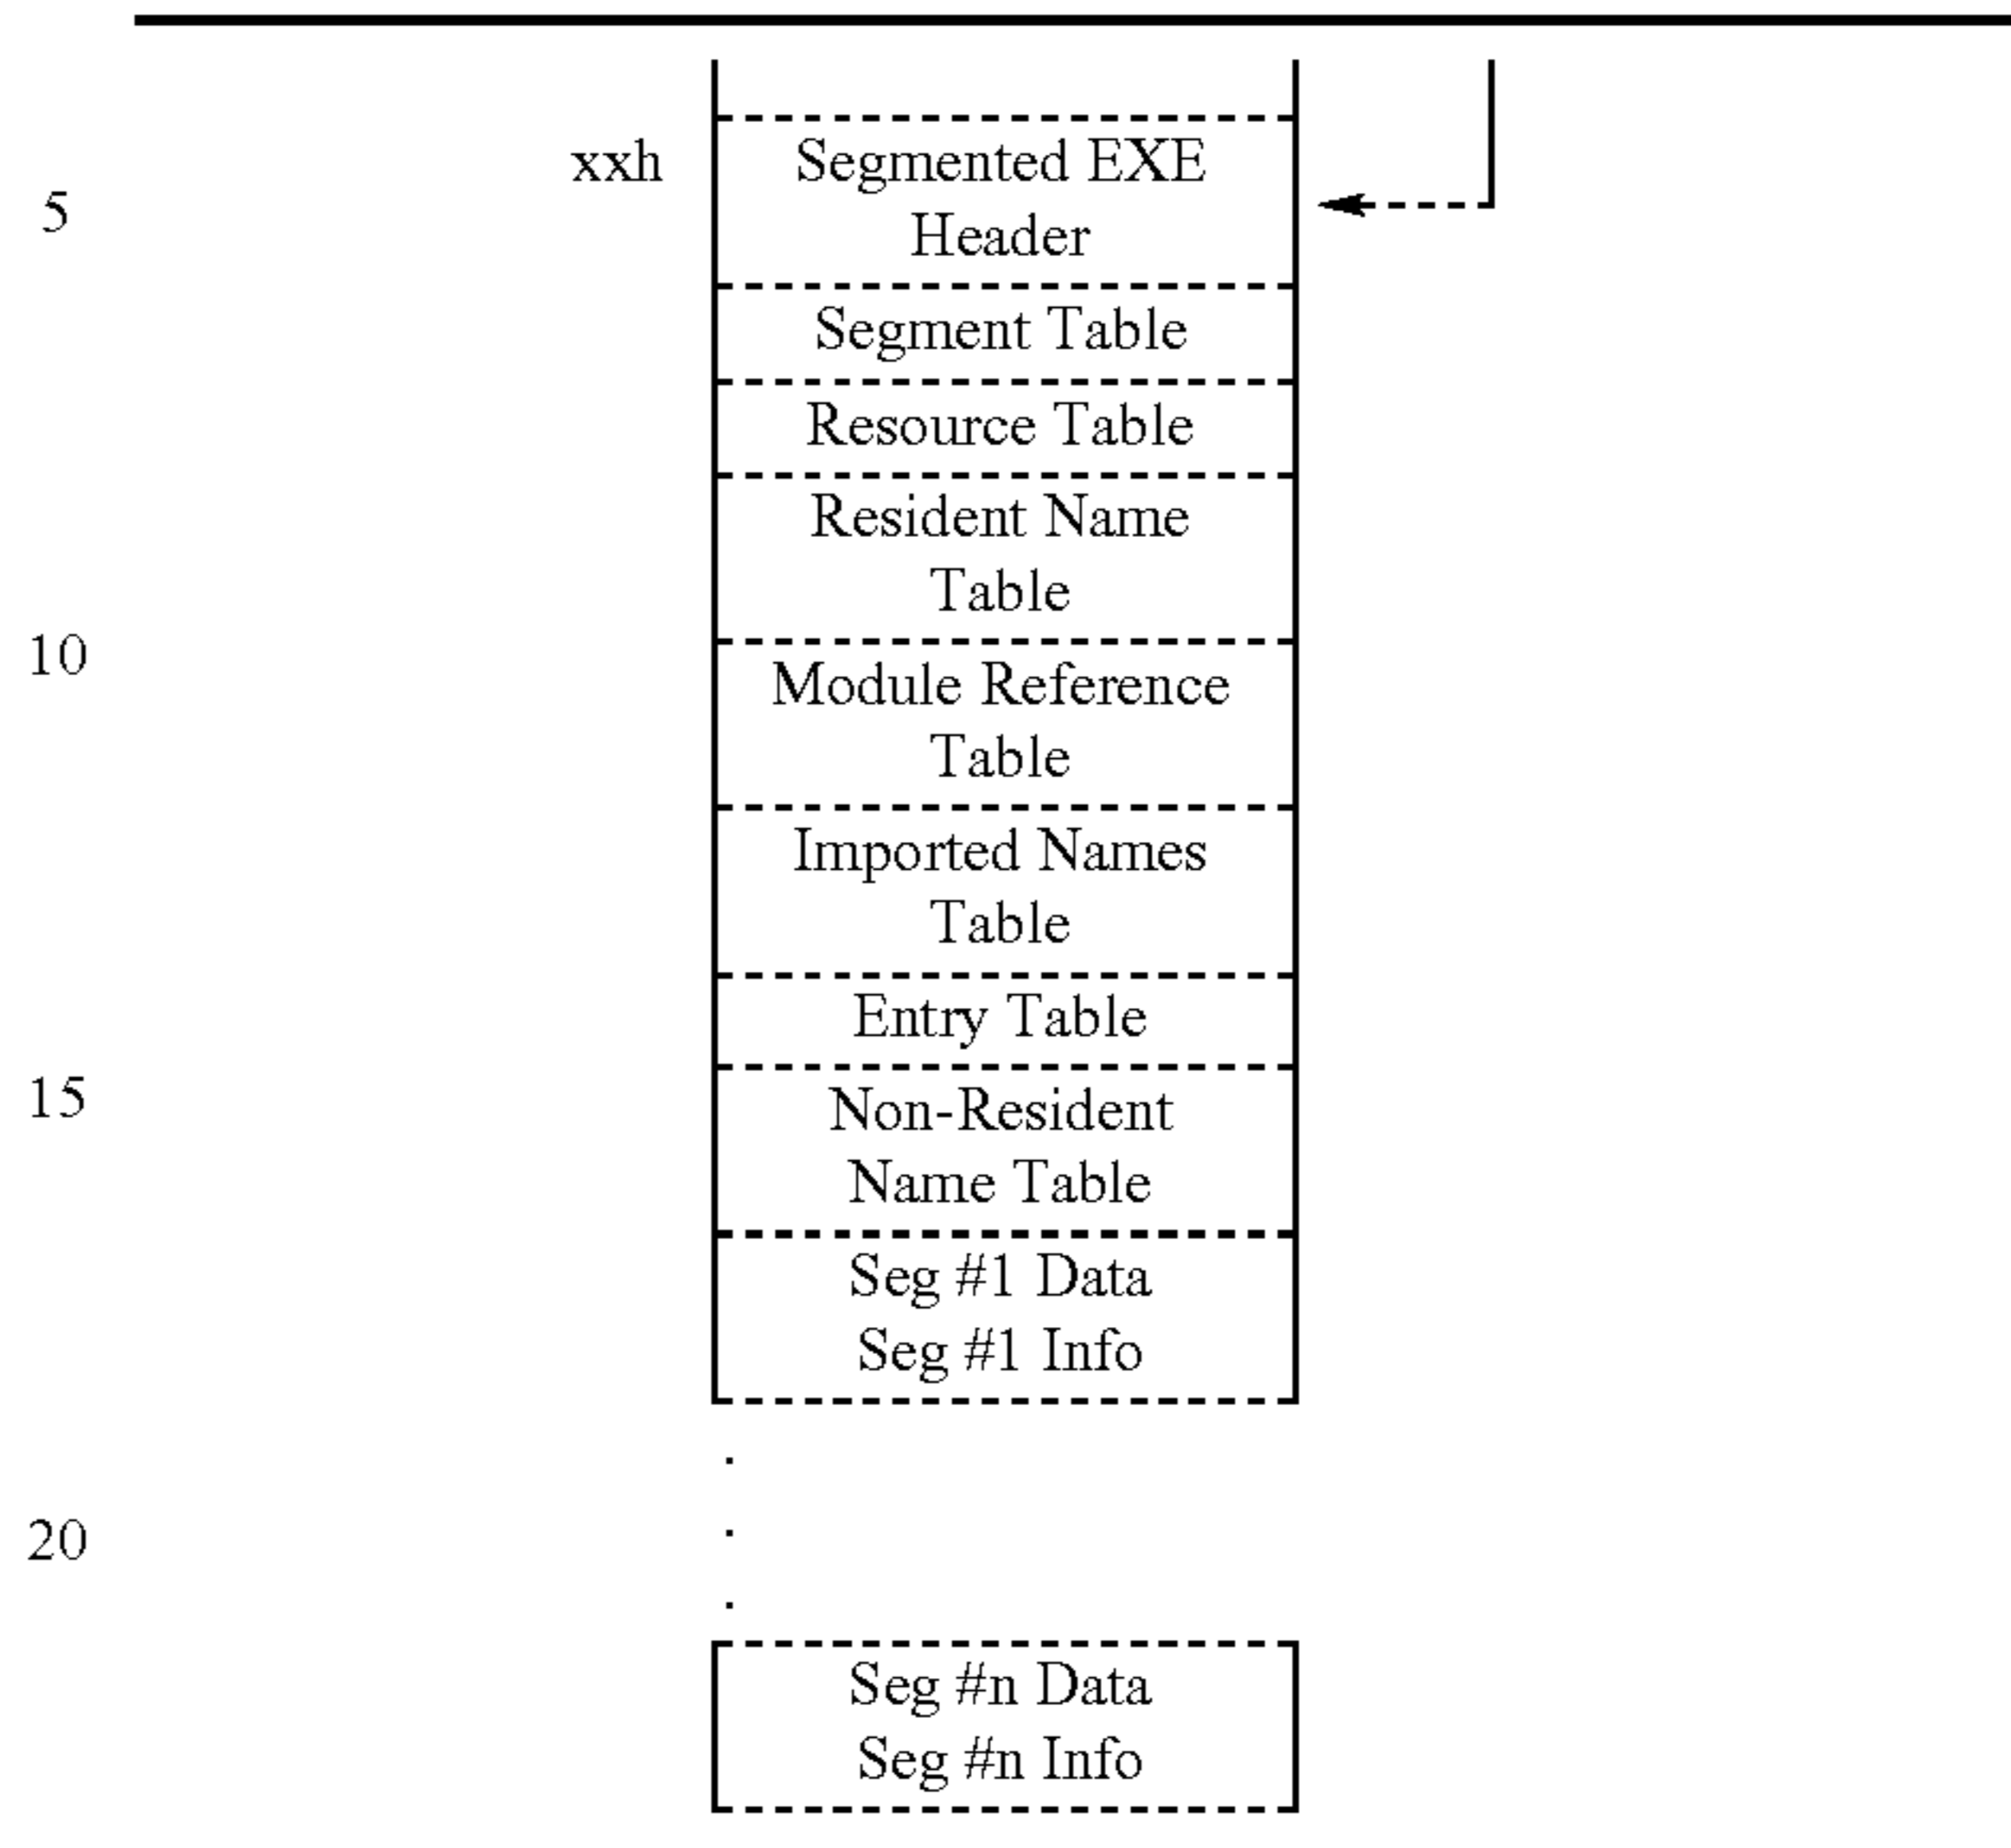 xxh Segmented EXE
5
Header
Segment Table
Resource Table
Resident Name
Table
10
Module Reference
Table
Imported Names
Table
Entry Table
15
Non-Resident
Name Table
Seg #1 Data
Seg #1 Info
.
20
.
.
Seg #n Data
Seg #n Info